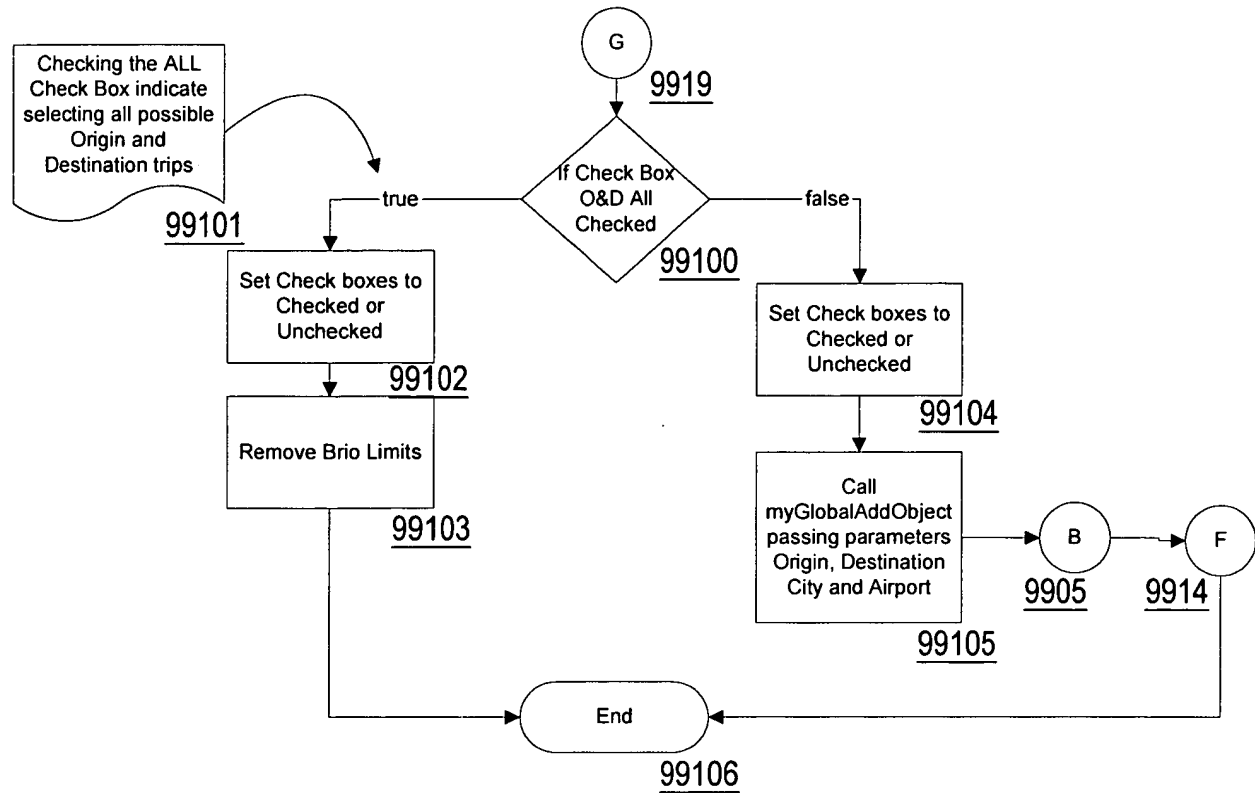 G
9919
Checking the ALL
Check Box indicate
selecting all possible
Origin and
Destination trips
99101
If Check Box
O&D All
Checked
99100
true
false
Set Check boxes to
Checked or
Unchecked
99102
Remove Brio Limits
99103
Set Check boxes to
Checked or
Unchecked
99104
Call
myGlobalAddObject
passing parameters
Origin, Destination
City and Airport
99105
B
9905
F
9914
End
99106